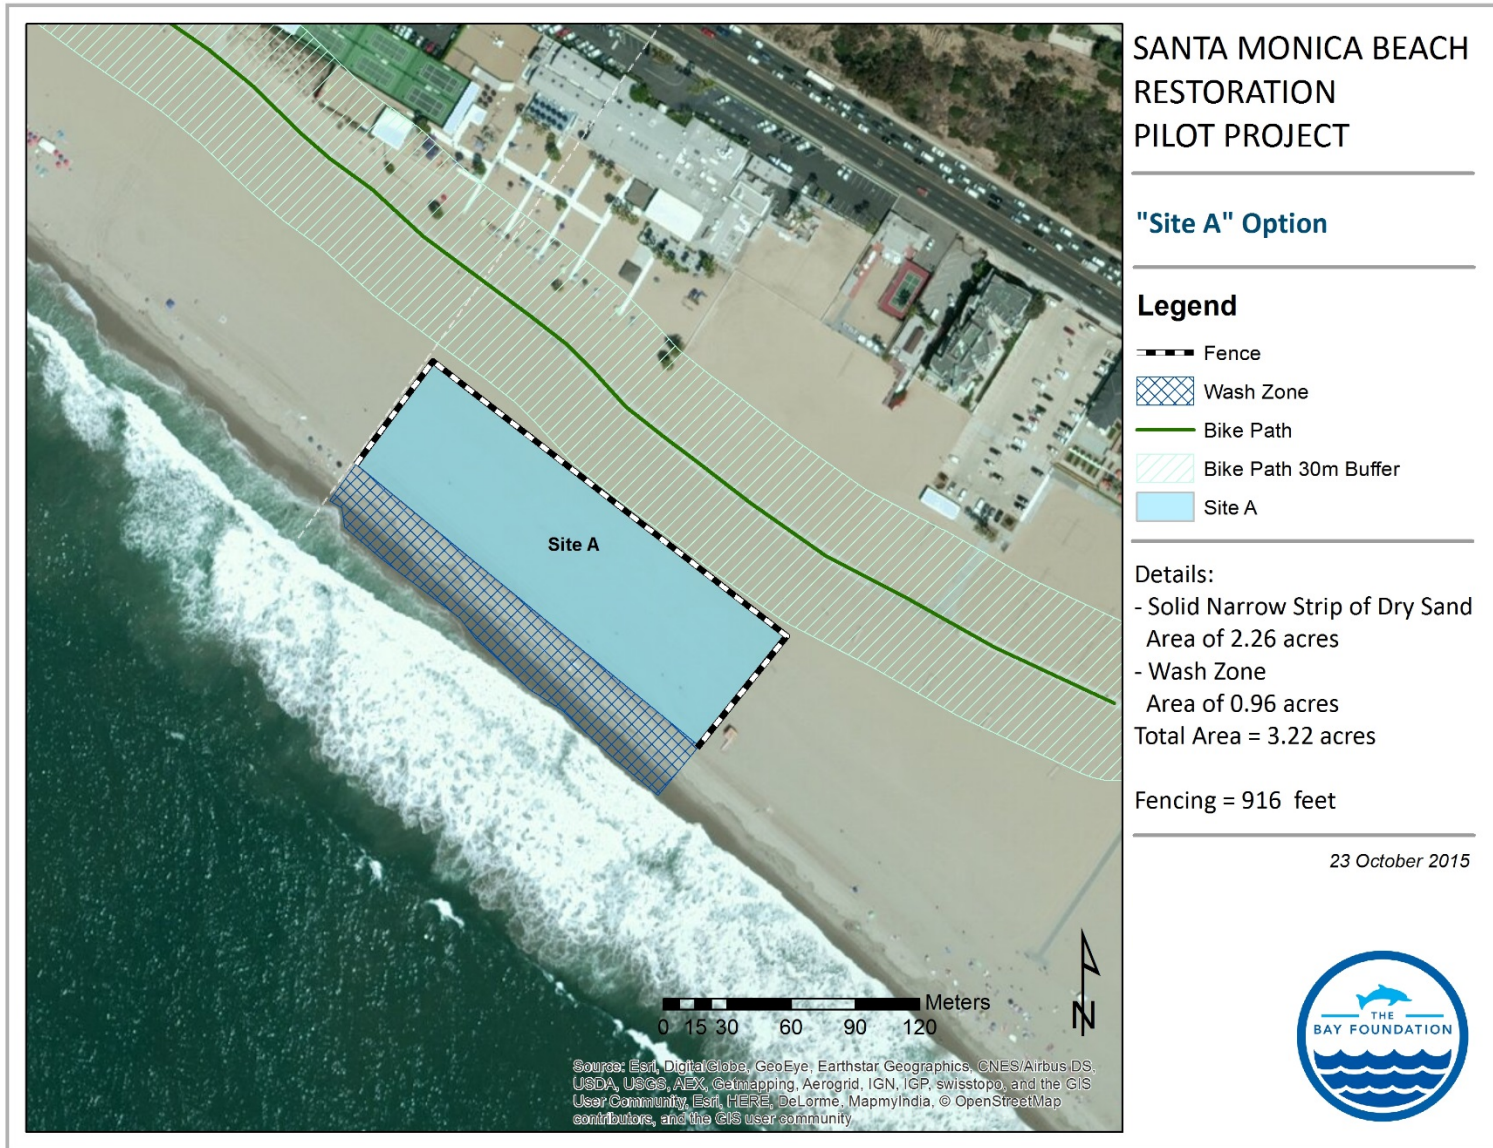 SANTA MONICA BEACH
RESTORATION
PILOT PROJECT
"Site A" Option
Legend
Fence
Wash Zone
Bike Path
Bike Path 30m Buffer
Site A
Details:
- Solid Narrow Strip of Dry Sand
Area of 2.26 acres
- Wash Zone
Area of 0.96 acres
Total Area = 3.22 acres
Fencing = 916 feet
23 October 2015
THE
BAY FOUNDATION
Site A
Meters
0 15 30 60 90 120
N
Source: Esri, DigitalGlobe, GeoEye, Earthstar Geographics, CNES/Airbus DS,
USDA, USGS, AEX, Getmapping, Aerogrid, IGN, IGP, swisstopo, and the GIS
User Community, Esri, HERE, DeLorme, MapmyIndia, © OpenStreetMap
contributors, and the GIS user community